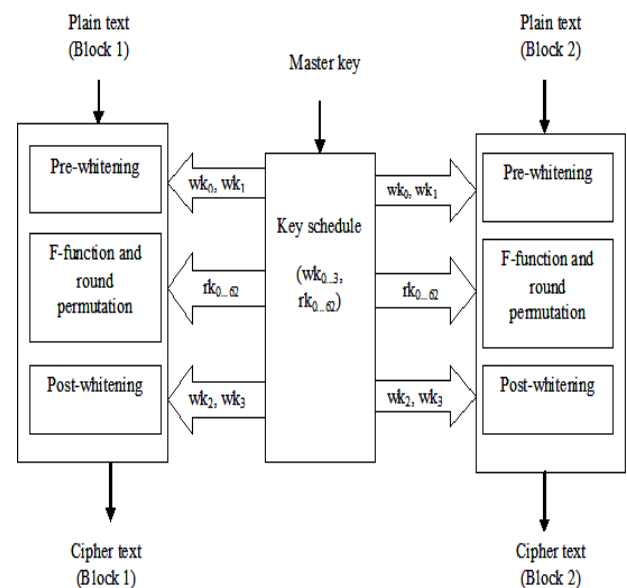 Plain text
(Block 1)
Plain text
(Block 2)
Master key
Pre-whitening
wk0, wk1
wk0, wk1
Pre-whitening
Key schedule
(wk0...3,
rk0...62)
F-function and
round
permutation
rk0...62
rk0...62
F-function and
round
permutation
Post-whitening
wk2, wk3
wk2, wk3
Post-whitening
Cipher text
(Block 1)
Cipher text
(Block 2)